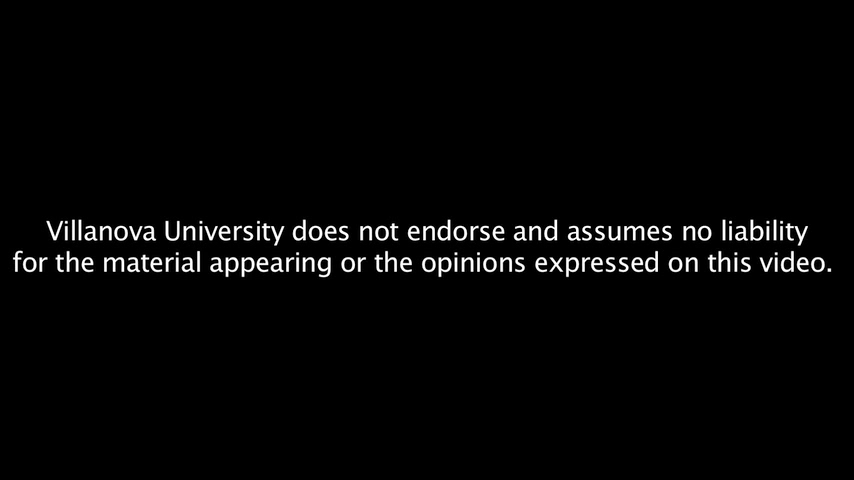 Villanova University does not endorse and assumes no liability
for the material appearing or the opinions expressed on this video.